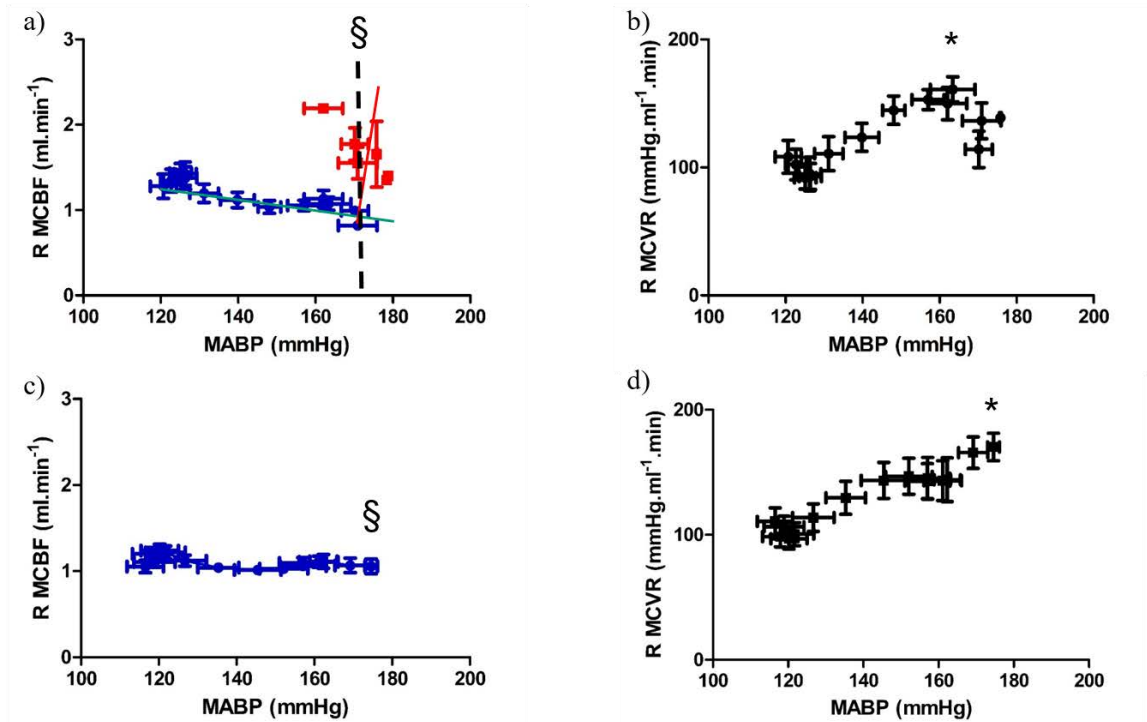 a)
§
3
2
1
0
R MCBF (ml.min⁻¹)
100 120 140 160 180 200
MABP (mmHg)
b)
*
200
100
0
R MCVR (mmHg.ml⁻¹.min)
100 120 140 160 180 200
MABP (mmHg)
c)
§
3
2
1
0
R MCBF (ml.min⁻¹)
100 120 140 160 180 200
MABP (mmHg)
d)
*
200
100
0
R MCVR (mmHg.ml⁻¹.min)
100 120 140 160 180 200
MABP (mmHg)